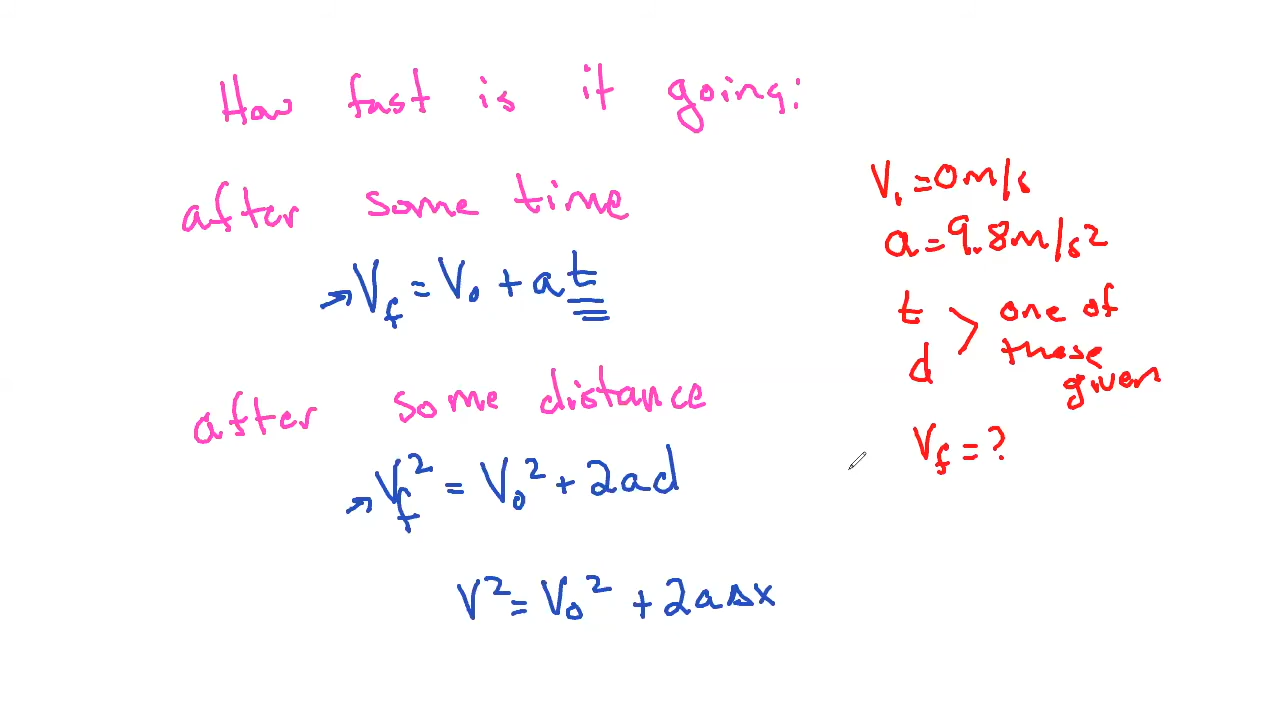 How fast is it going:
after some time
→ Vf = V₀ + at
after some distance
→ Vf² = V₀² + 2ad
V² = V₀² + 2aΔx
V₁ = 0m/s
a = 9.8m/s²
t
d
> one of
these
given
Vf = ?